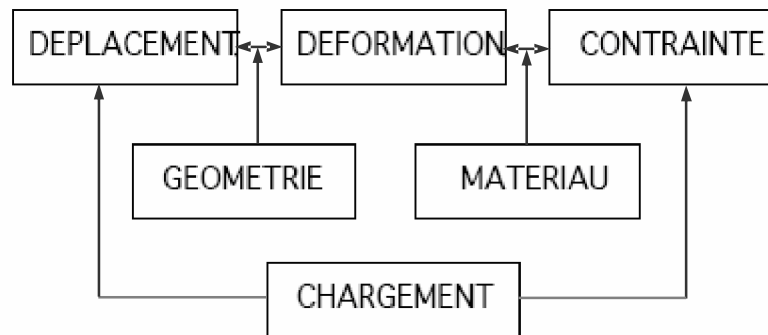 DEPLACEMENT
DEFORMATION
CONTRAINTE
GEOMETRIE
MATERIAU
CHARGEMENT